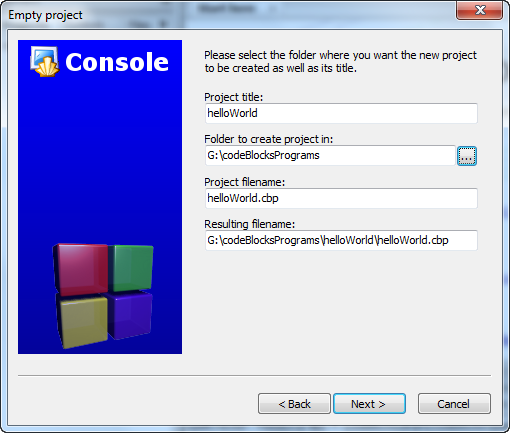 Empty project
Console
Please select the folder where you want the new project
to be created as well as its title.
Project title:
helloWorld
Folder to create project in:
G:\codeBlocksPrograms
...
Project filename:
helloWorld.cbp
Resulting filename:
G:\codeBlocksPrograms\helloWorld\helloWorld.cbp
< Back
Next >
Cancel